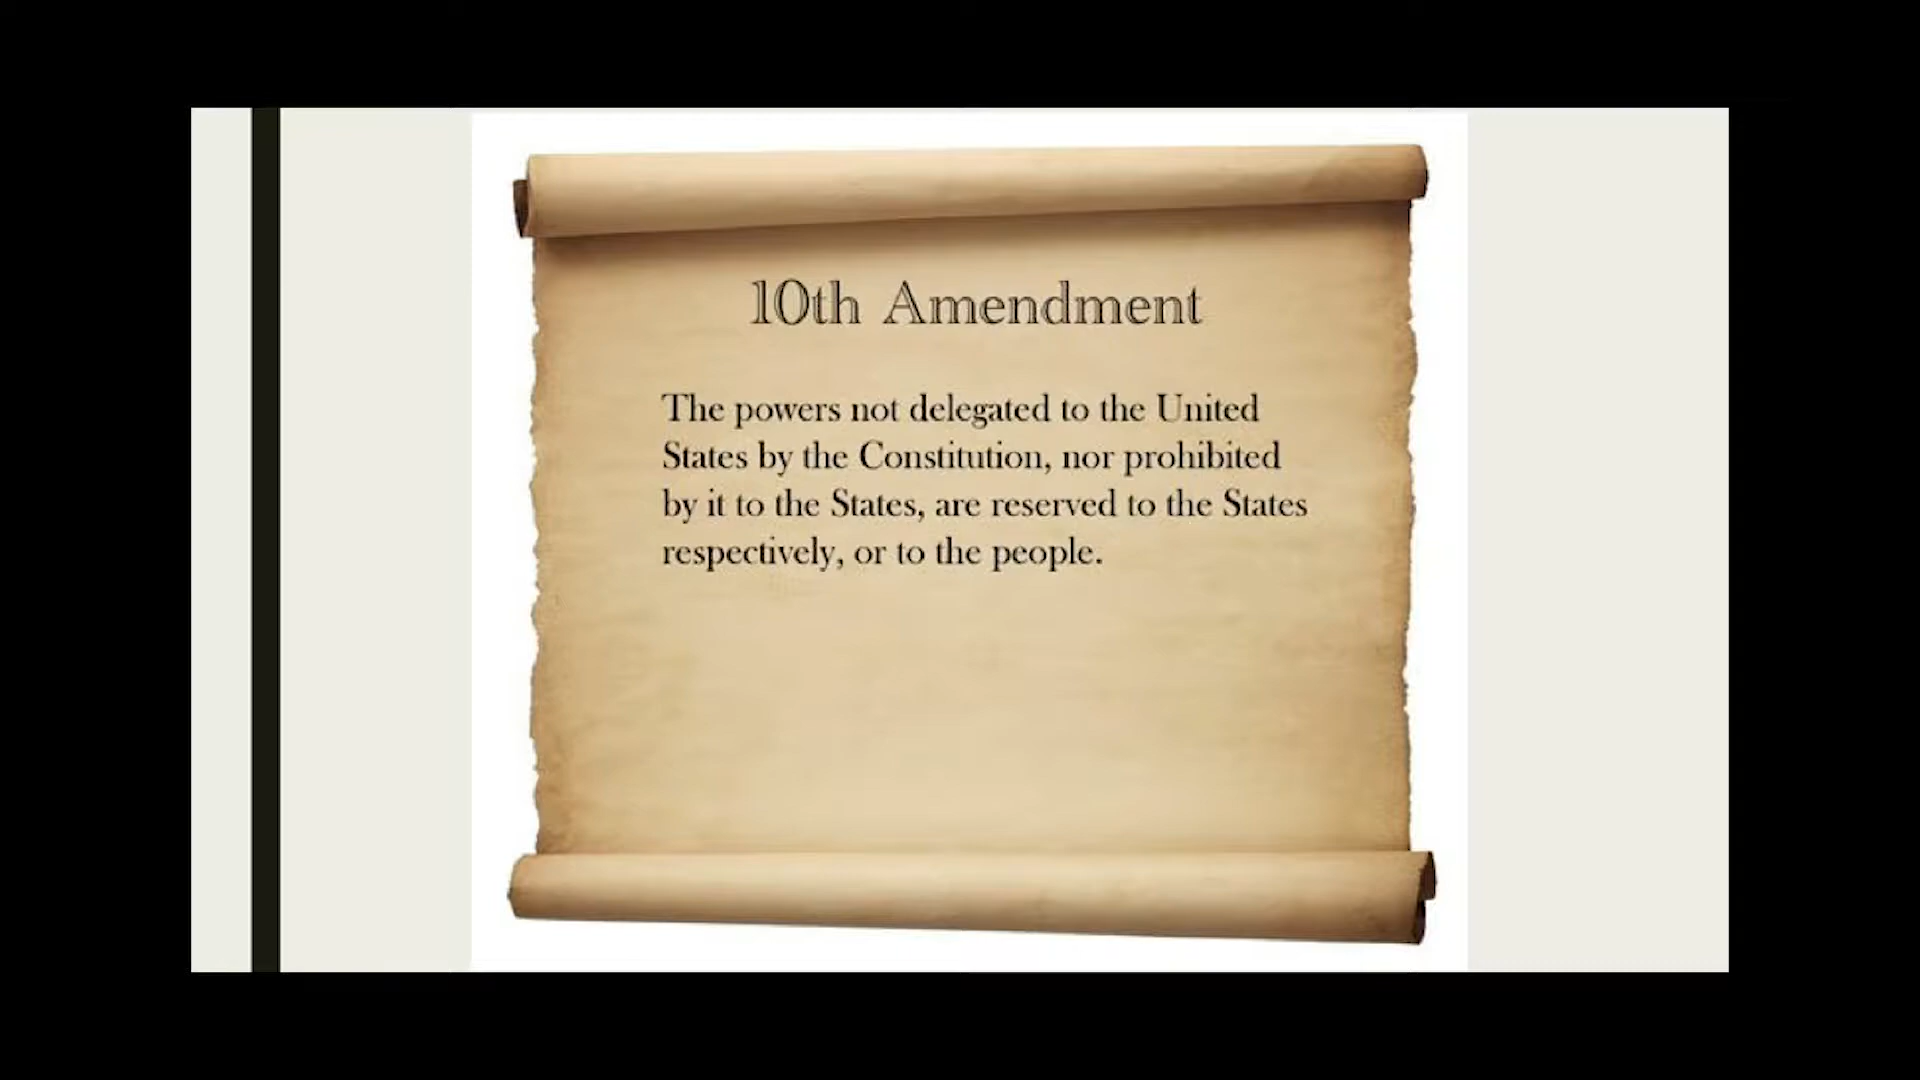 10th Amendment
The powers not delegated to the United
States by the Constitution, nor prohibited
by it to the States, are reserved to the States
respectively, or to the people.